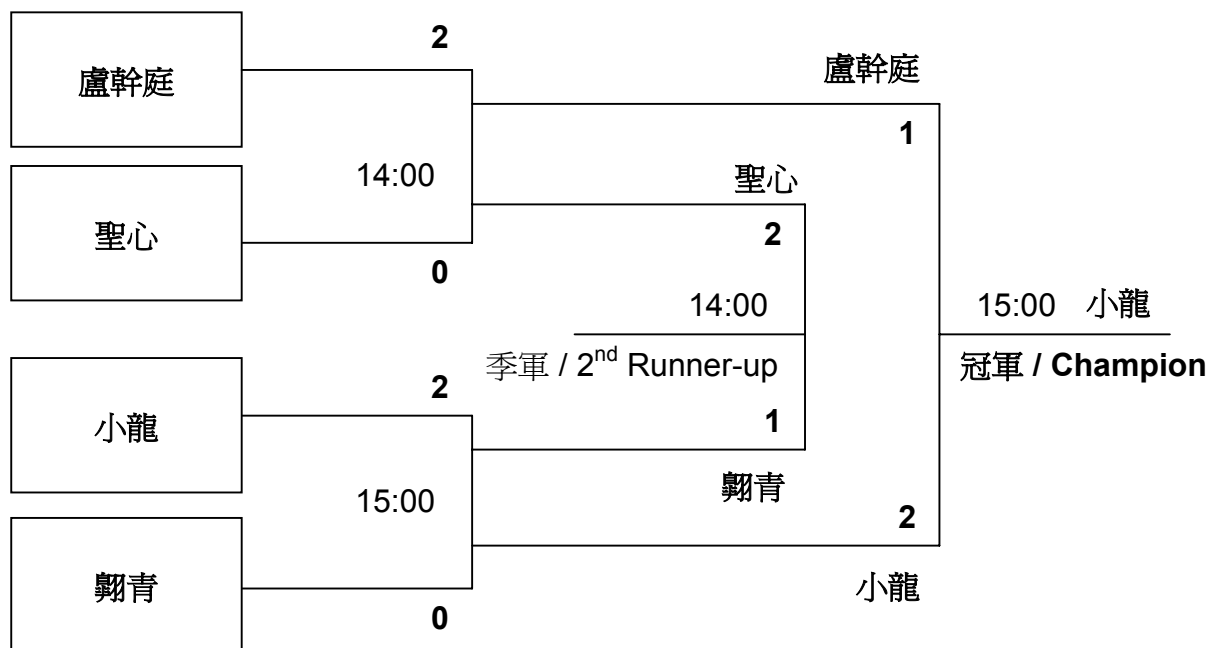 2
盧幹庭
盧幹庭
1
14:00
聖心
聖心
2
0
14:00
15:00 小龍
季軍 / 2nd Runner-up
冠軍 / Champion
2
小龍
1
翺青
15:00
2
翺青
小龍
0